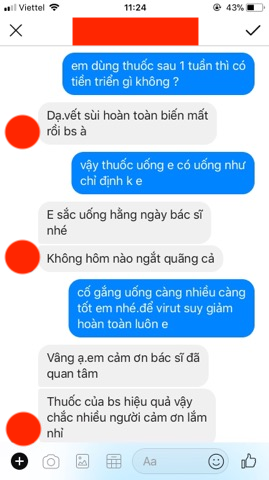 Viettel
11:24
43%
em dùng thuốc sau 1 tuần thì có
tiền triển gì không ?
Dạ.vết sùi hoàn toàn biến mất
rồi bs à
vậy thuốc uống e có uống như
chỉ định k e
E sắc uống hằng ngày bác sĩ
nhé
Không hôm nào ngắt quãng cả
cố gắng uống càng nhiều càng
tốt em nhé.để virut suy giảm
hoàn toàn luôn e
Vâng ạ.em cảm ơn bác sĩ đã
quan tâm
Thuốc của bs hiệu quả vậy
chắc nhiều người cảm ơn lắm
nhỉ
Aa